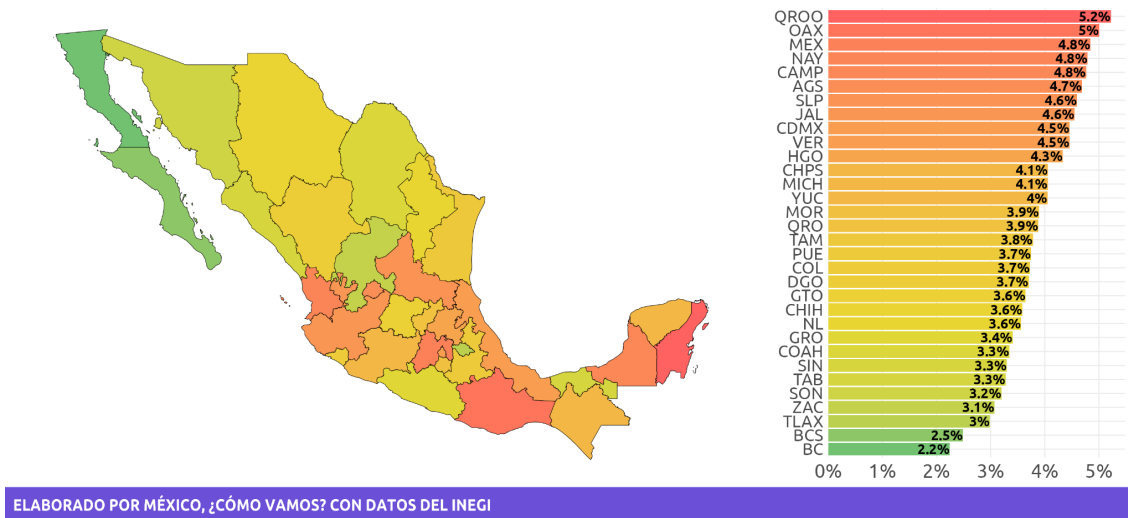 QROO 5.2%
OAX 5%
MEX 4.8%
NAY 4.8%
CAMP 4.8%
AGS 4.7%
SLP 4.6%
JAL 4.6%
CDMX 4.5%
VER 4.5%
HGO 4.3%
CHPS 4.1%
MICH 4.1%
YUC 4%
MOR 3.9%
QRO 3.9%
TAM 3.8%
PUE 3.7%
COL 3.7%
DGO 3.7%
GTO 3.6%
CHIH 3.6%
NL 3.6%
GRO 3.4%
COAH 3.3%
SIN 3.3%
TAB 3.3%
SON 3.2%
ZAC 3.1%
TLAX 3%
BCS 2.5%
BC 2.2%
0% 1% 2% 3% 4% 5%
ELABORADO POR MÉXICO, ¿CÓMO VAMOS? CON DATOS DEL INEGI